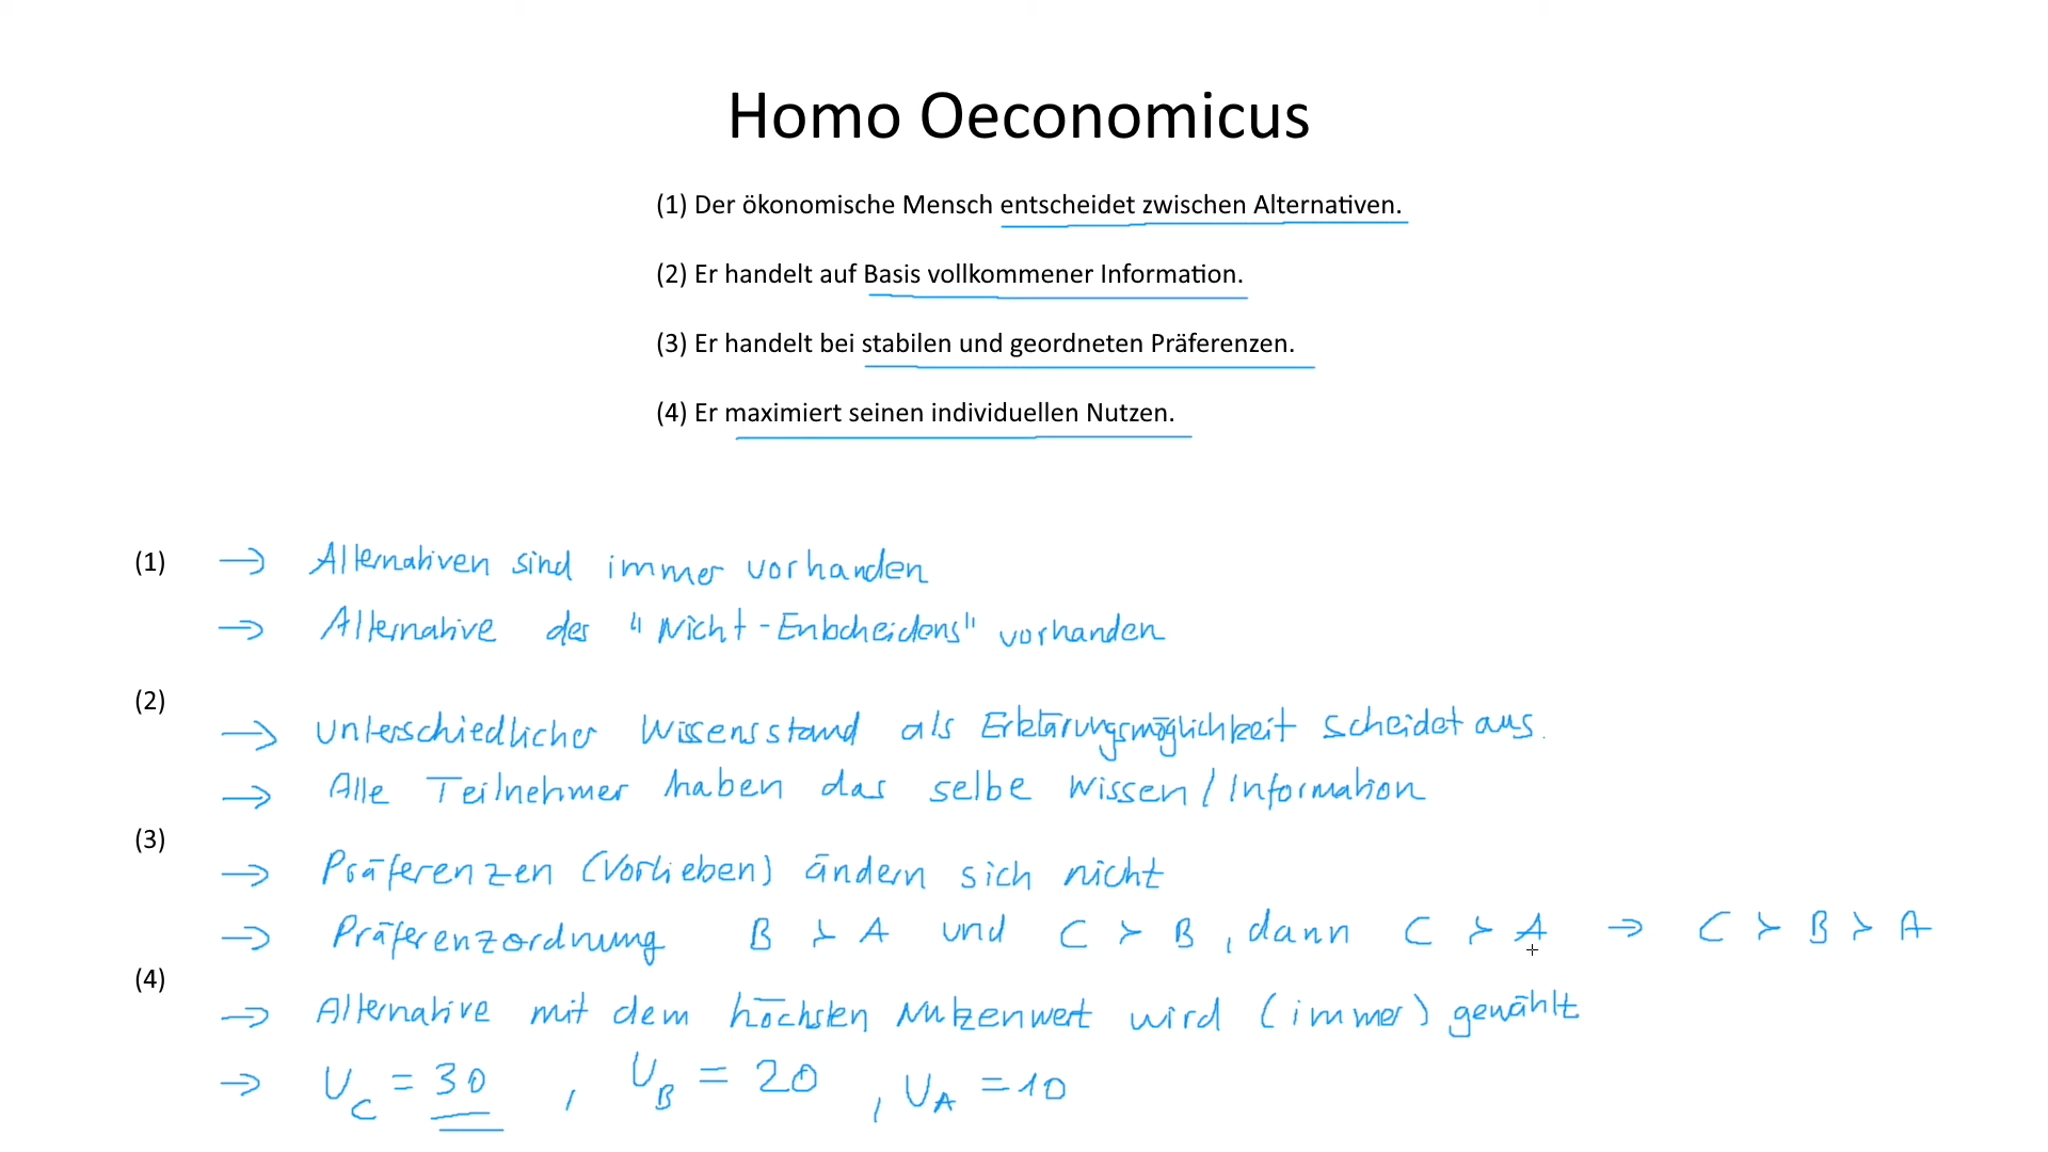 Homo Oeconomicus
(1) Der ökonomische Mensch entscheidet zwischen Alternativen.
(2) Er handelt auf Basis vollkommener Information.
(3) Er handelt bei stabilen und geordneten Präferenzen.
(4) Er maximiert seinen individuellen Nutzen.
(1) → Alternativen sind immer vorhanden
→ Alternative des "Nicht-Entscheidens" vorhanden
(2)
→ unterschiedlicher Wissensstand als Erklärungsmöglichkeit scheidet aus.
→ Alle Teilnehmer haben das selbe Wissen/Information
(3)
→ Präferenzen (Vorlieben) ändern sich nicht
→ Präferenzordnung B ≻ A und C ≻ B, dann C ≻ A → C ≻ B ≻ A
(4)
→ Alternative mit dem höchsten Nutzenwert wird (immer) gewählt
→ U_C = 30, U_B = 20, U_A = 10